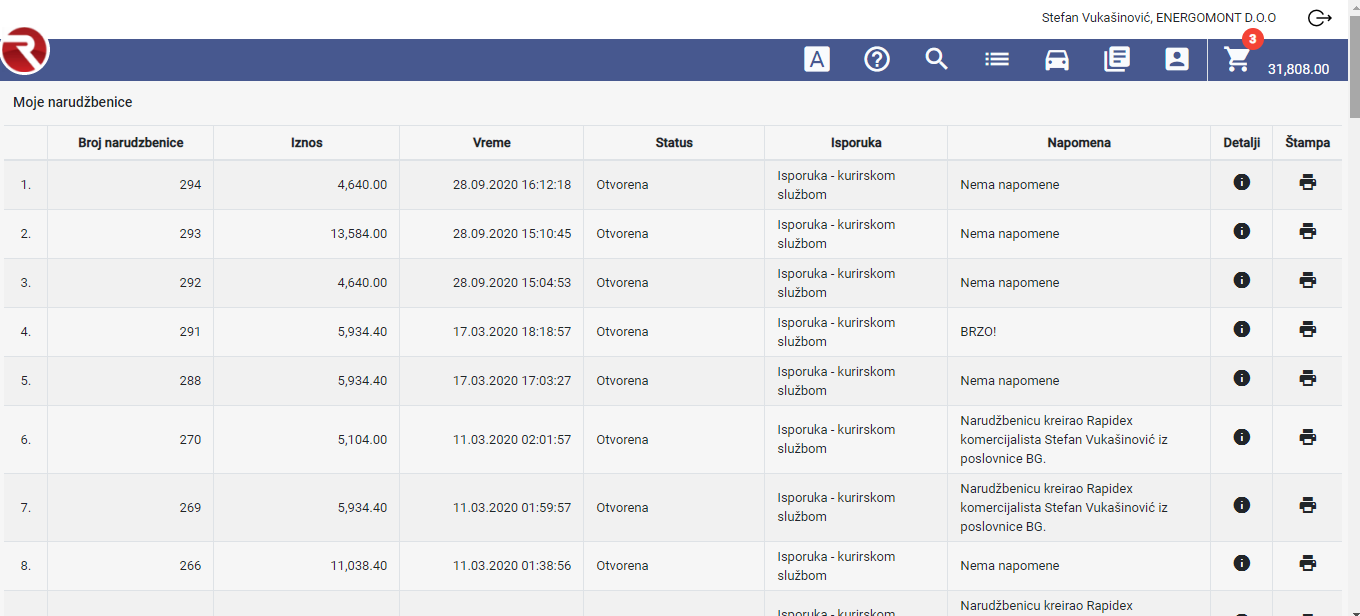 Stefan Vukašinović, ENERGOMONT D.O.O
A 3 31,808.00
Moje narudžbenice
Broj narudzbenice Iznos Vreme Status Isporuka Napomena Detalji Štampa
1. 294 4,640.00 28.09.2020 16:12:18 Otvorena Isporuka - kurirskom službom Nema napomene
2. 293 13,584.00 28.09.2020 15:10:45 Otvorena Isporuka - kurirskom službom Nema napomene
3. 292 4,640.00 28.09.2020 15:04:53 Otvorena Isporuka - kurirskom službom Nema napomene
4. 291 5,934.40 17.03.2020 18:18:57 Otvorena Isporuka - kurirskom službom BRZO!
5. 288 5,934.40 17.03.2020 17:03:27 Otvorena Isporuka - kurirskom službom Nema napomene
6. 270 5,104.00 11.03.2020 02:01:57 Otvorena Isporuka - kurirskom službom Narudžbenicu kreirao Rapidex komercijalista Stefan Vukašinović iz poslovnice BG.
7. 269 5,934.40 11.03.2020 01:59:57 Otvorena Isporuka - kurirskom službom Narudžbenicu kreirao Rapidex komercijalista Stefan Vukašinović iz poslovnice BG.
8. 266 11,038.40 11.03.2020 01:38:56 Otvorena Isporuka - kurirskom službom Nema napomene
Isporuka - kurirskom Narudžbenicu kreirao Rapidex